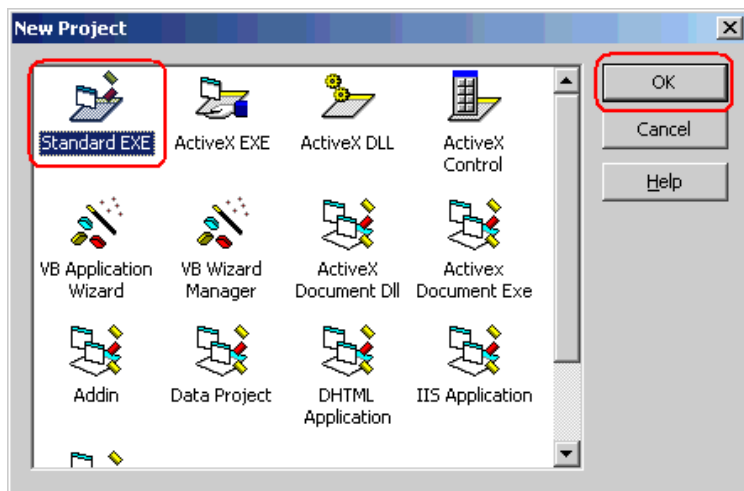 New Project
Standard EXE
ActiveX EXE
ActiveX DLL
ActiveX
Control
VB Application
Wizard
VB Wizard
Manager
ActiveX
Document Dll
Activex
Document Exe
Addin
Data Project
DHTML
Application
IIS Application
OK
Cancel
Help